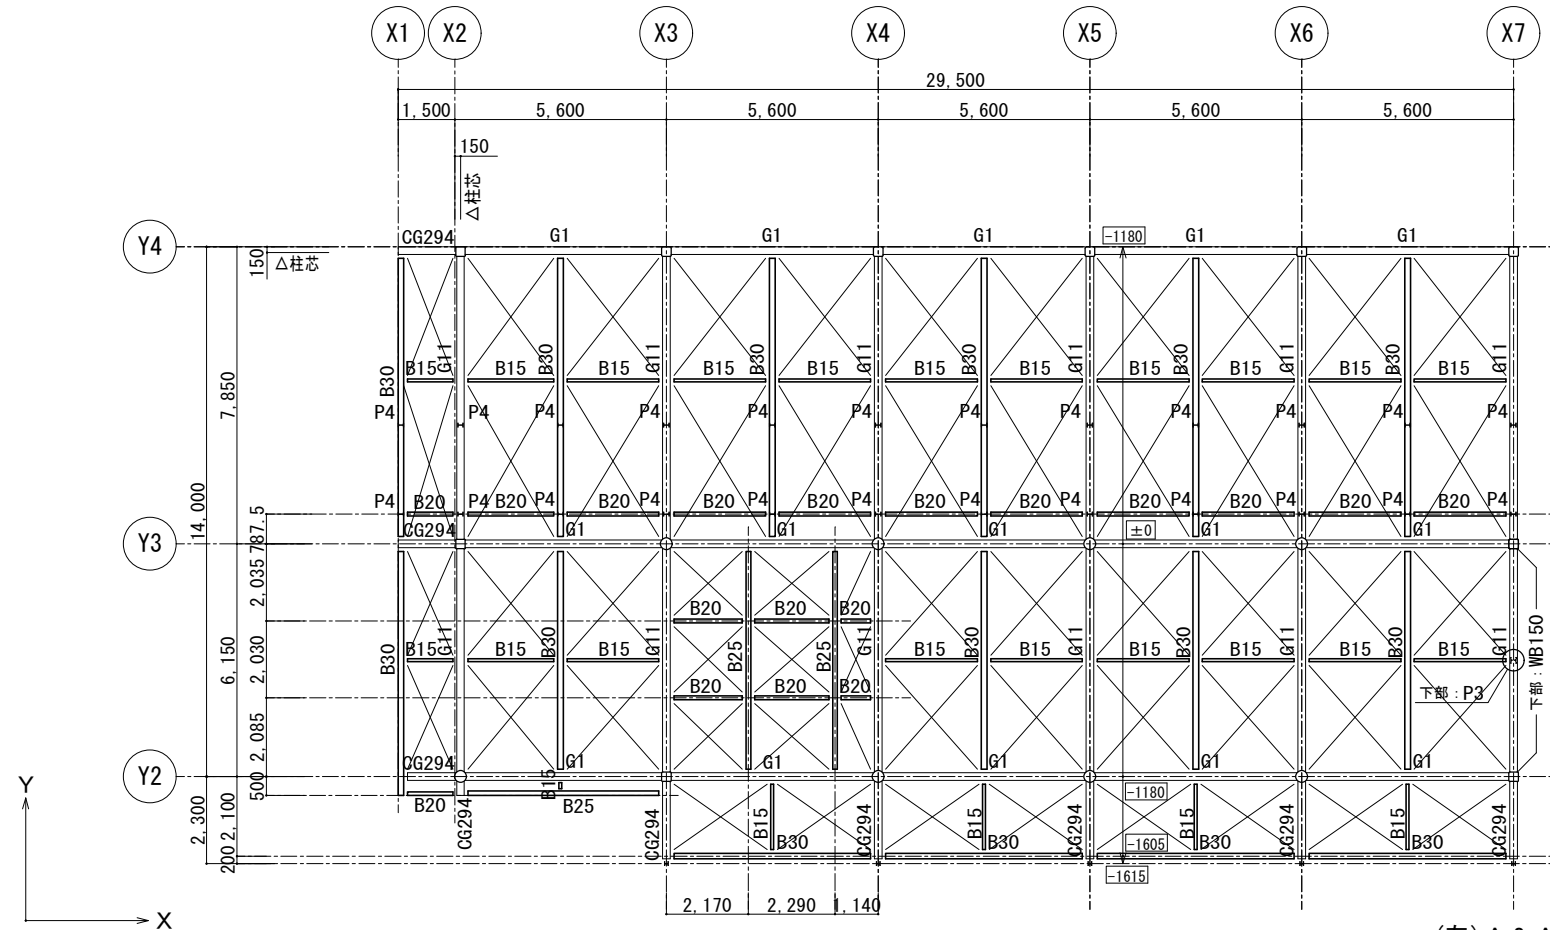 X1 X2 X3 X4 X5 X6 X7
29,500
1,500 5,600 5,600 5,600 5,600 5,600
150
△柱芯
Y4
150
△柱芯
CG294 G1 G1 G1 -1180 G1 G1
B30 G11 B30 G11 B30 G11 B30 G11 B30 G11 B30 G11
B15 B15 B15 B15 B15 B15 B15 B15 B15 B15 B15
7,850
P4 P4 P4 P4 P4 P4 P4 P4 P4 P4 P4 P4
14,000
787.5
P4 B20 P4 B20 P4 B20 P4 B20 P4 B20 P4 B20 P4 B20 P4 B20 P4 B20 P4 B20 P4 B20 P4
Y3
CG294 G1 G1 G1 ±0 G1 G1
2,035
B20 B20 B20
B30 G11 B30 G11 B25 B25 G11 B30 G11 B30 G11 B30 G11
B15 B15 B15 B15 B15 B15 B15 B15 B15
6,150
2,030
下部:WB150
B20 B20 B20
下部:P3
2,085
Y2
CG294 G1 G1 G1 G1 G1
500
B20 B15 B25 -1180
CG294 CG294 B15 CG294 B15 CG294 B15 CG294 B15 CG294
2,300
2,100
B30 B30 -1605 B30 B30
200
-1615
2,170 2,290 1,140
Y
X